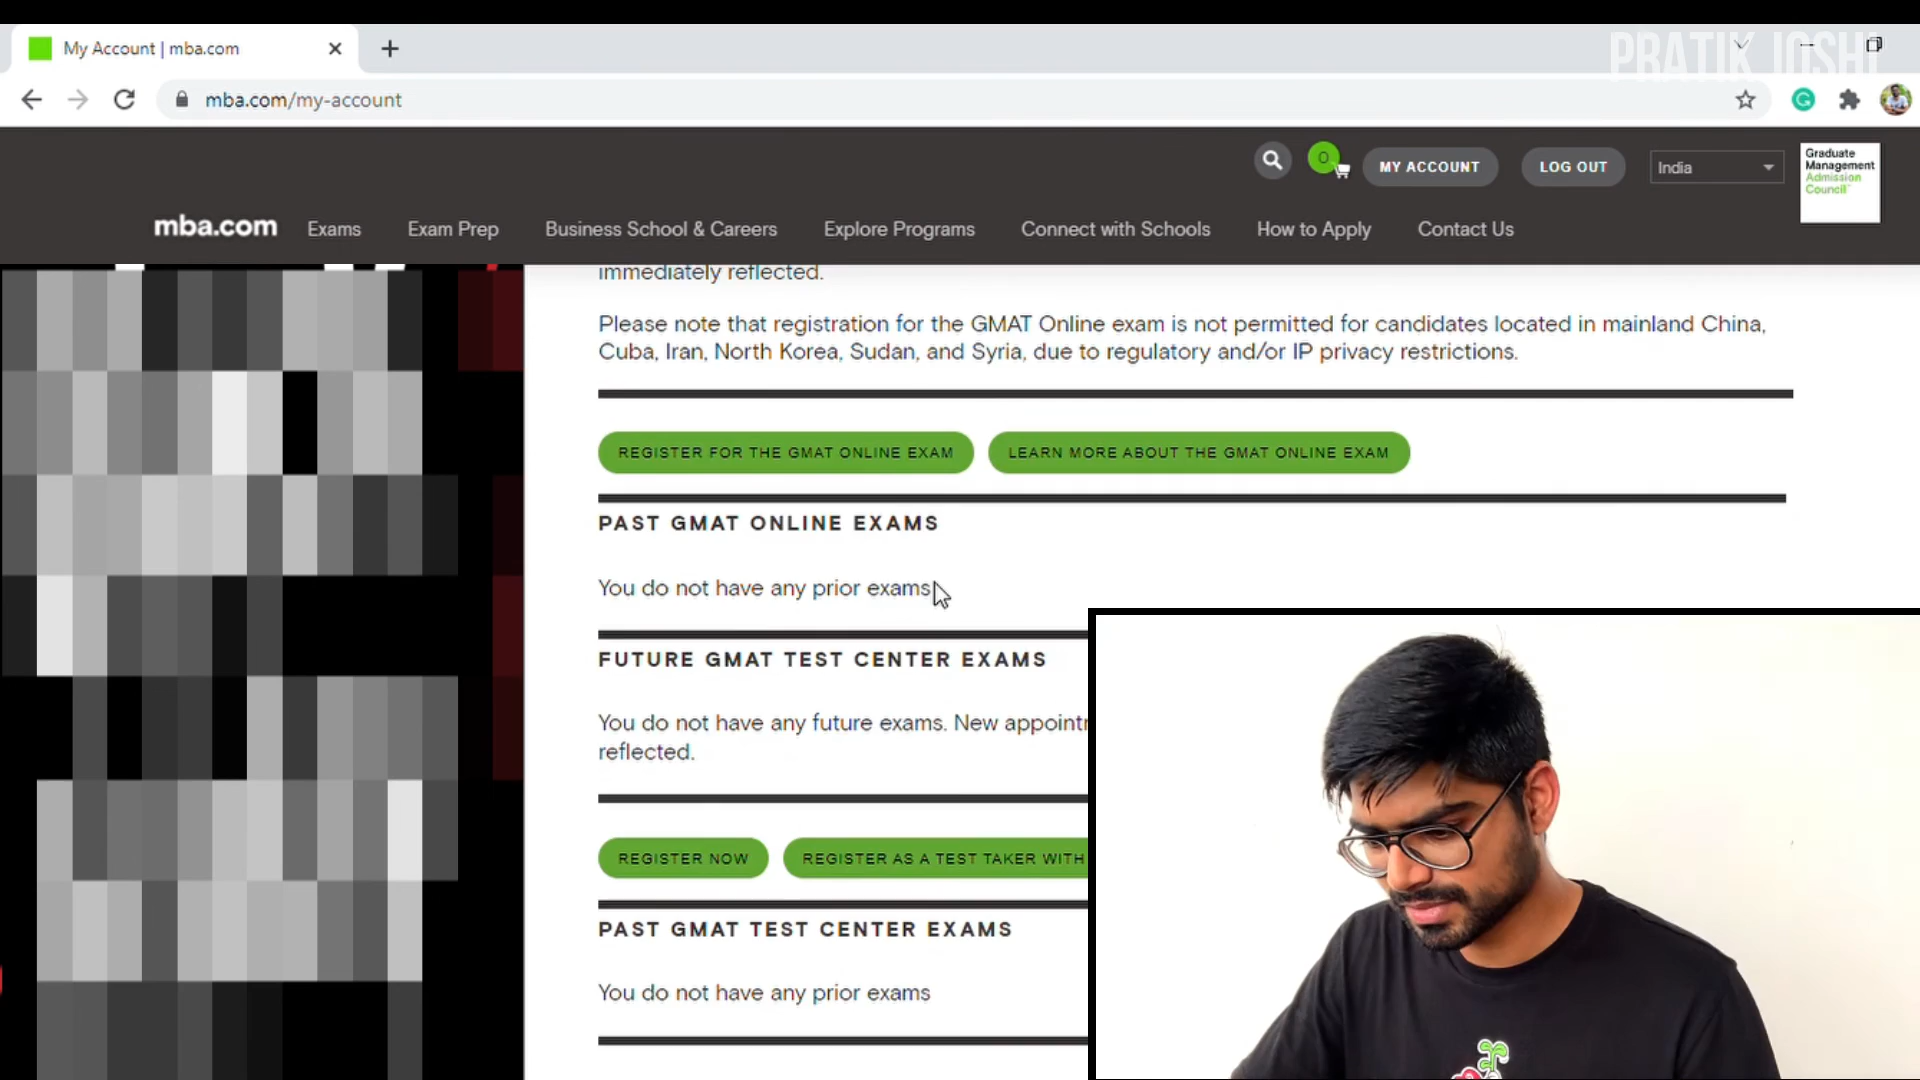 My Account | mba.com
PRATIK JOSHI
mba.com/my-account
0
MY ACCOUNT
LOG OUT
India
Graduate
Management
Admission
Council
mba.com
Exams
Exam Prep
Business School & Careers
Explore Programs
Connect with Schools
How to Apply
Contact Us
immediately reflected.
Please note that registration for the GMAT Online exam is not permitted for candidates located in mainland China,
Cuba, Iran, North Korea, Sudan, and Syria, due to regulatory and/or IP privacy restrictions.
REGISTER FOR THE GMAT ONLINE EXAM
LEARN MORE ABOUT THE GMAT ONLINE EXAM
PAST GMAT ONLINE EXAMS
You do not have any prior exams
FUTURE GMAT TEST CENTER EXAMS
You do not have any future exams. New appointm
reflected.
REGISTER NOW
REGISTER AS A TEST TAKER WITH
PAST GMAT TEST CENTER EXAMS
You do not have any prior exams